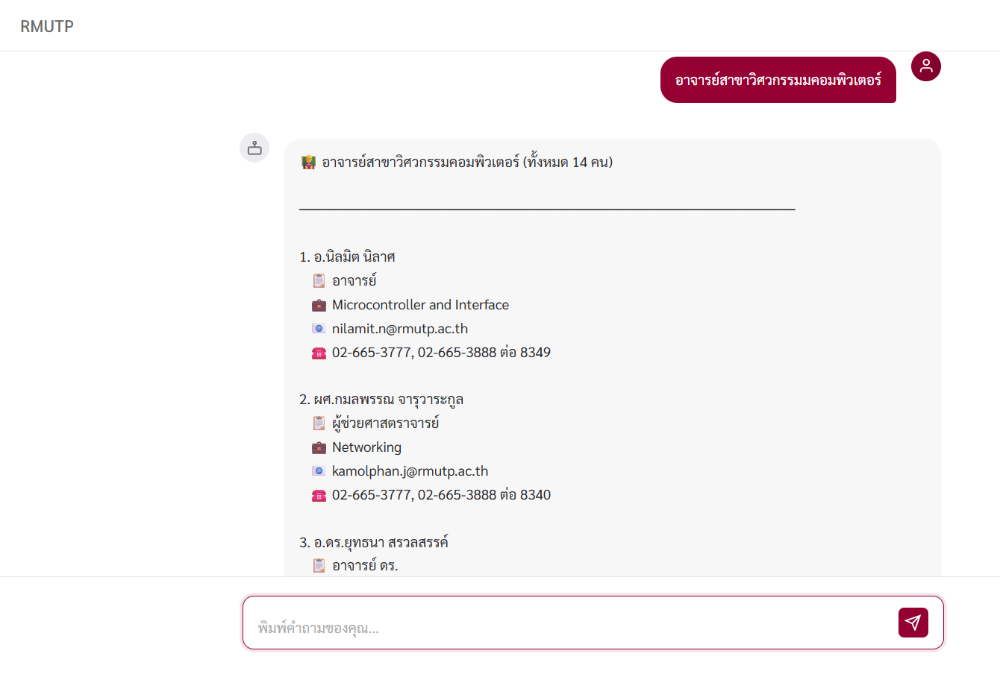 RMUTP
อาจารย์สาขาวิศวกรรมมคอมพิวเตอร์
อาจารย์สาขาวิศวกรรมคอมพิวเตอร์ (ทั้งหมด 14 คน)
1. อ.นิลมิต นิลาศ
อาจารย์
Microcontroller and Interface
nilamit.n@rmutp.ac.th
02-665-3777, 02-665-3888 ต่อ 8349
2. ผศ.กมลพรรณ จารุวาระกูล
ผู้ช่วยศาสตราจารย์
Networking
kamolphan.j@rmutp.ac.th
02-665-3777, 02-665-3888 ต่อ 8340
3. อ.ดร.ยุทธนา สรวลสรรค์
อาจารย์ ดร.
พิมพ์คำถามของคุณ...